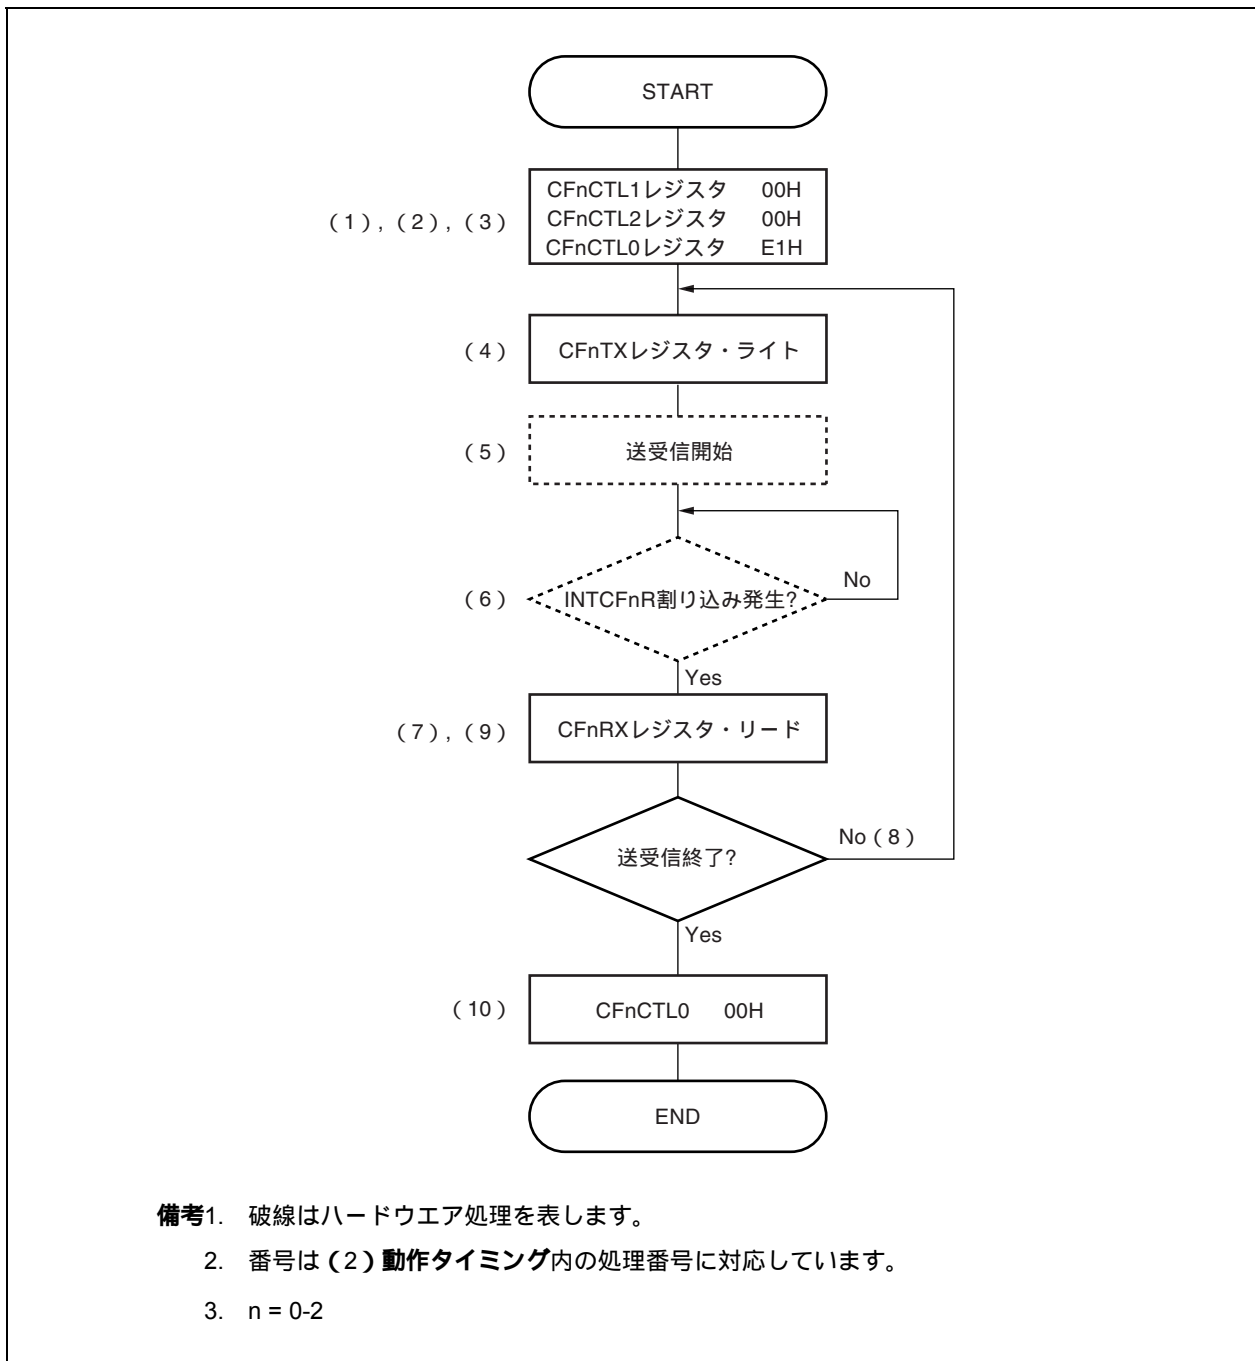 START
CFnCTL1レジスタ 00H
（1），（2），（3） CFnCTL2レジスタ 00H
CFnCTL0レジスタ E1H
（4） CFnTXレジスタ・ライト
（5） 送受信開始
（6） INTCFnR割り込み発生? No
Yes
（7），（9） CFnRXレジスタ・リード
送受信終了? No（8）
Yes
（10） CFnCTL0 00H
END
備考1. 破線はハードウエア処理を表します。
2. 番号は（2）動作タイミング内の処理番号に対応しています。
3. n = 0-2